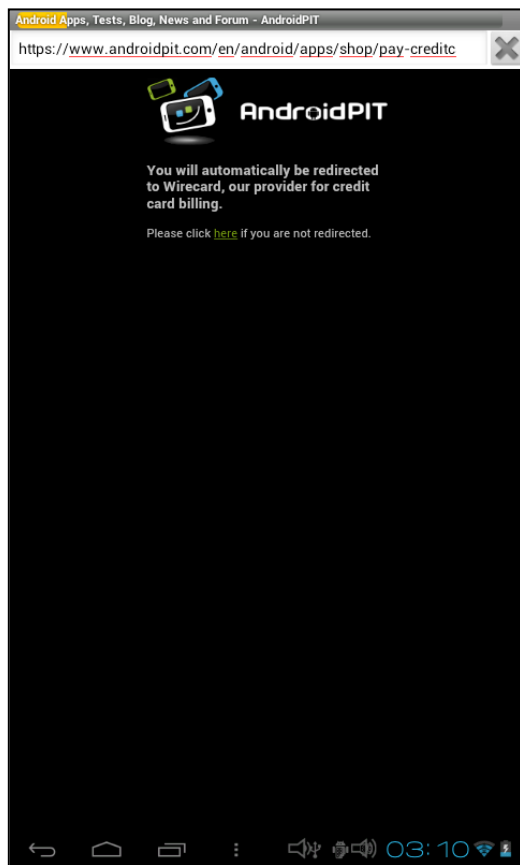 Android Apps, Tests, Blog, News and Forum - AndroidPIT
https://www.androidpit.com/en/android/apps/shop/pay-creditc
AndroidPIT
You will automatically be redirected
to Wirecard, our provider for credit
card billing.
Please click here if you are not redirected.
03:10